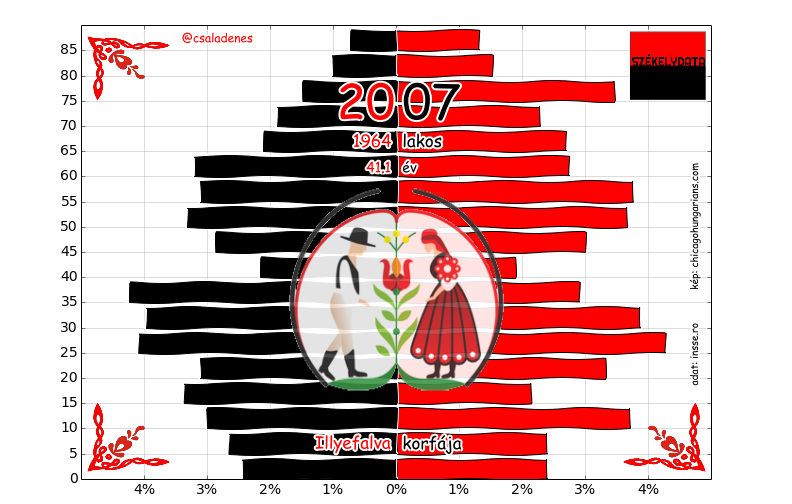 @csaladenes
SZÉKELYDATA
2007
1964 lakos
41,1 év
kép: chicagohungarians.com
adat: insse.ro
Illyefalva korfája
85
80
75
70
65
60
55
50
45
40
35
30
25
20
15
10
5
0
4% 3% 2% 1% 0% 1% 2% 3% 4%